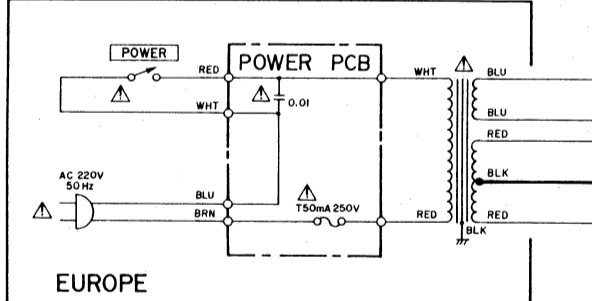 POWER
RED
POWER PCB
WHT
BLU
0.01
WHT
BLU
RED
AC 220V
50Hz
BLK
BLU
T50mA 250V
BRN
RED
RED
BLK
EUROPE